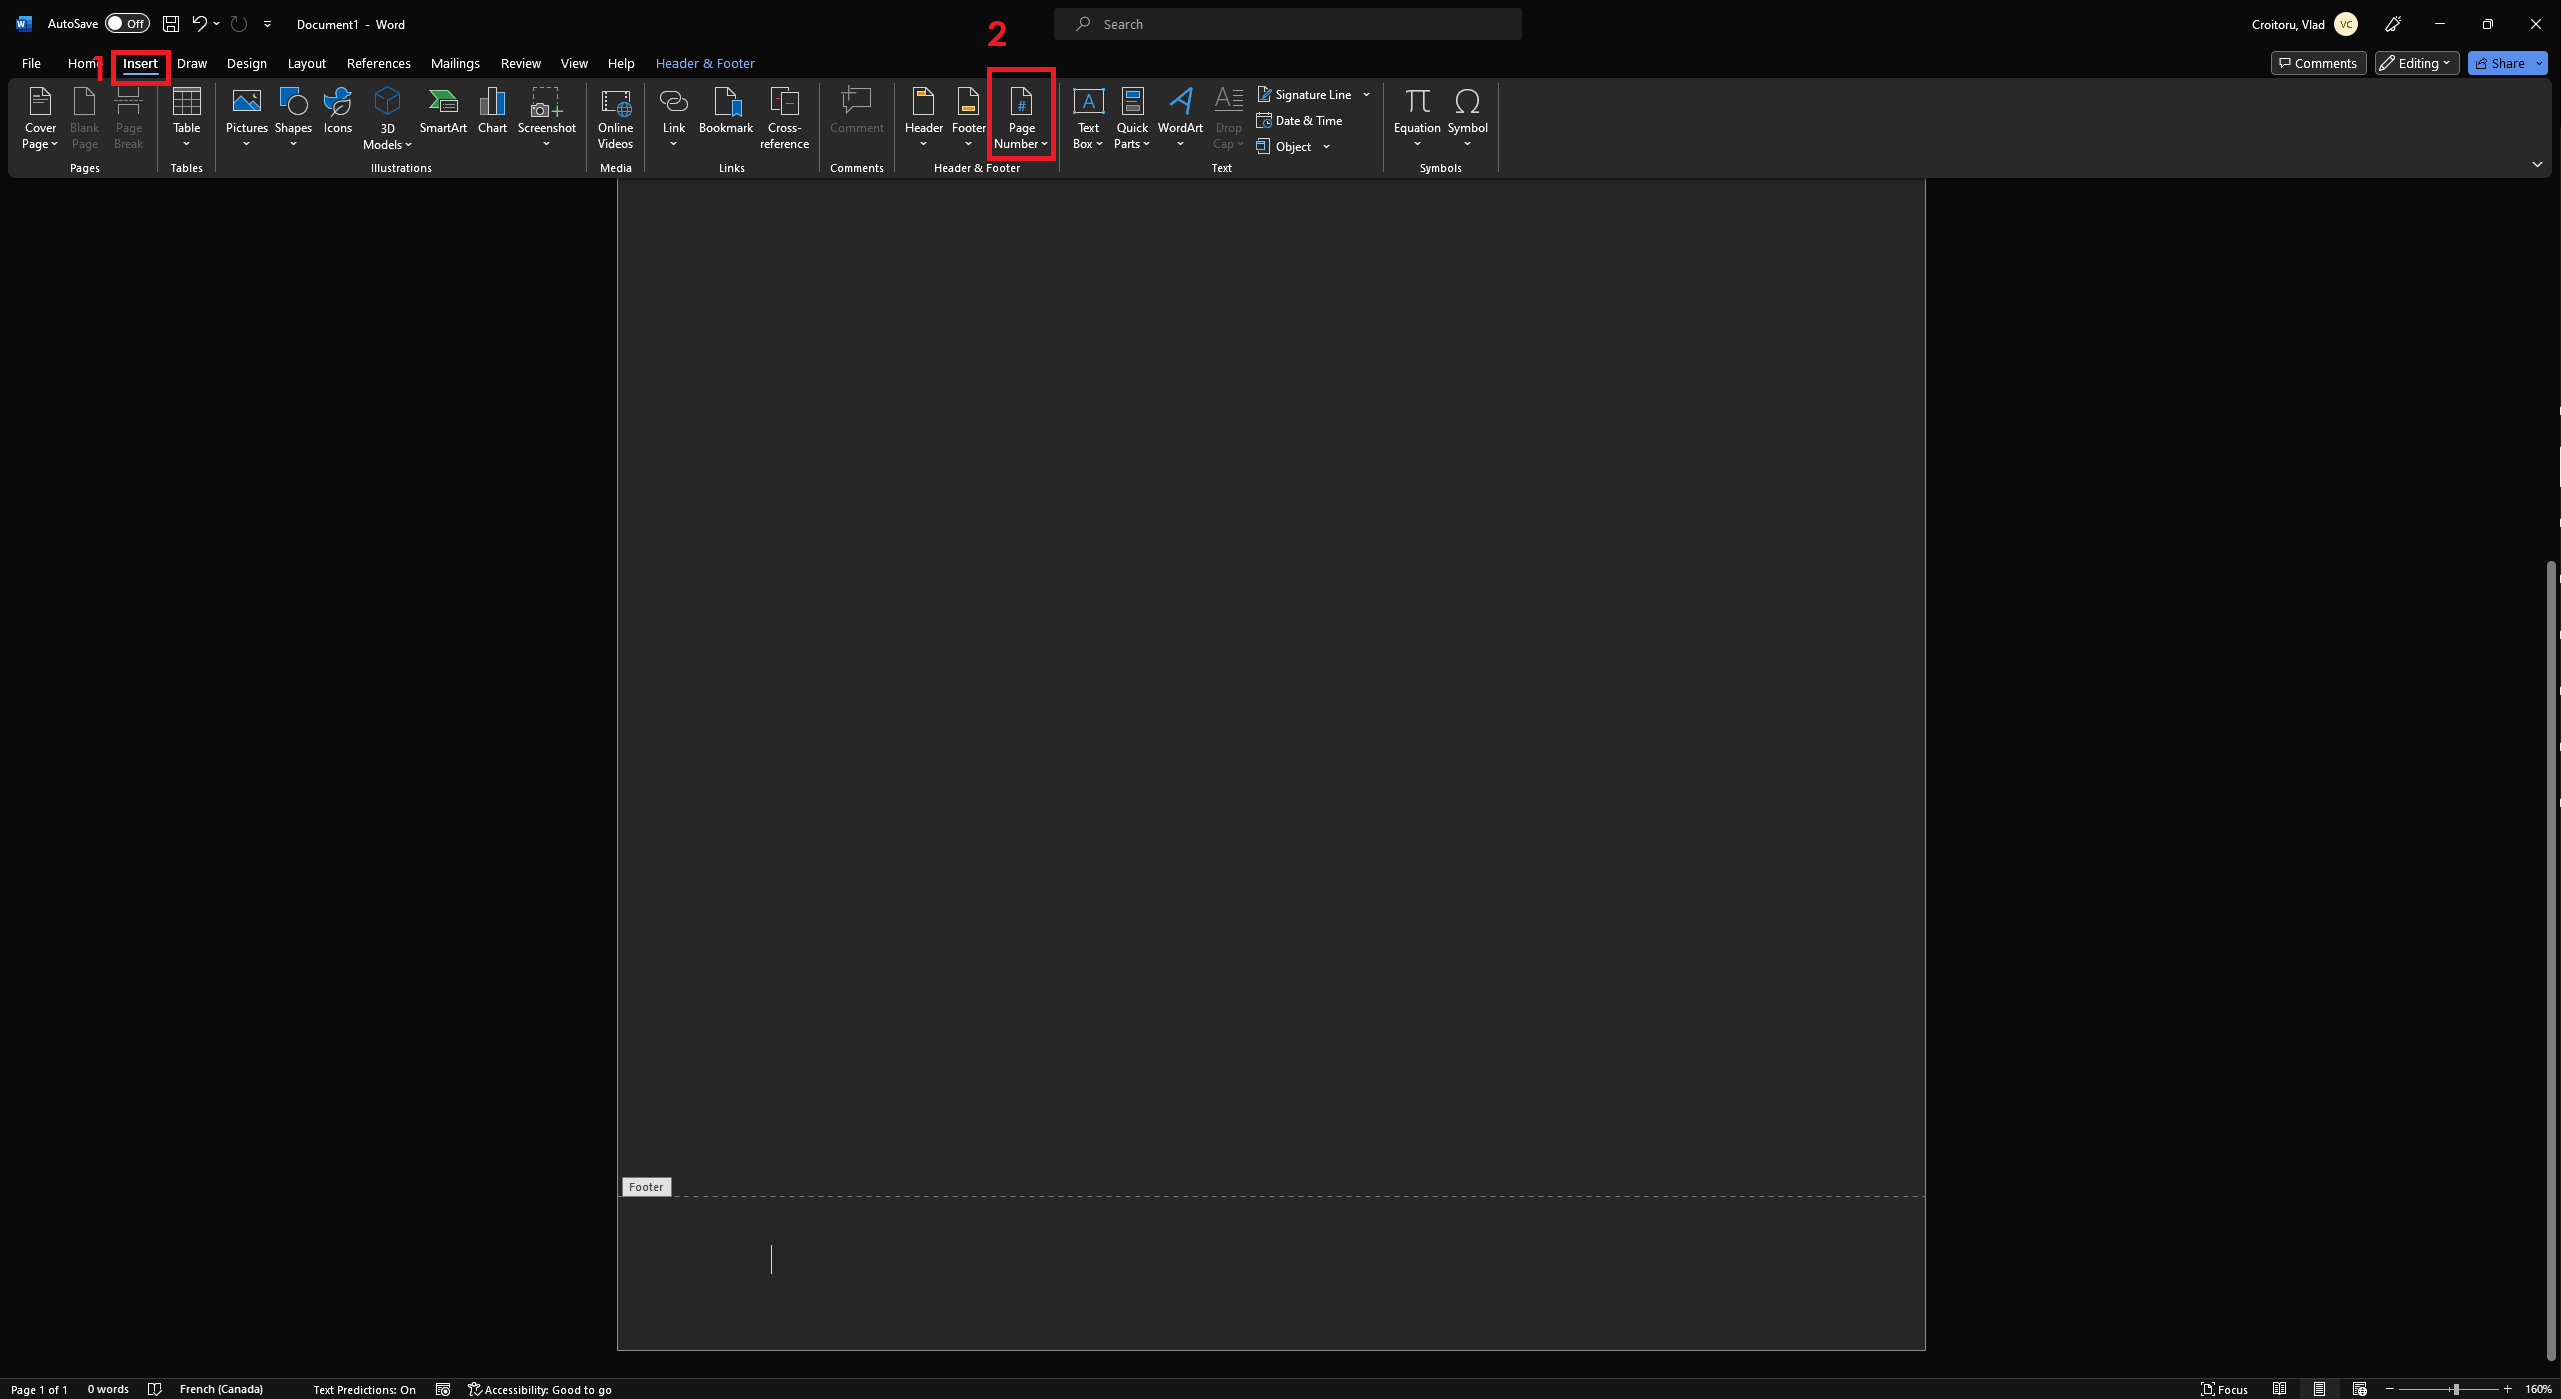 AutoSave Off Document1 - Word Search Croitoru, Vlad VC
2
File Home Insert Draw Design Layout References Mailings Review View Help Header & Footer Comments Editing Share
1
Cover Page Blank Page Page Break Table Pictures Shapes Icons 3D Models SmartArt Chart Screenshot Online Videos Link Bookmark Cross-reference Comment Header Footer Page Number Text Box Quick Parts WordArt Drop Cap Signature Line Date & Time Object Equation Symbol
Pages Tables Illustrations Media Links Comments Header & Footer Text Symbols
Footer
Page 1 of 1 0 words French (Canada) Text Predictions: On Accessibility: Good to go Focus 160%